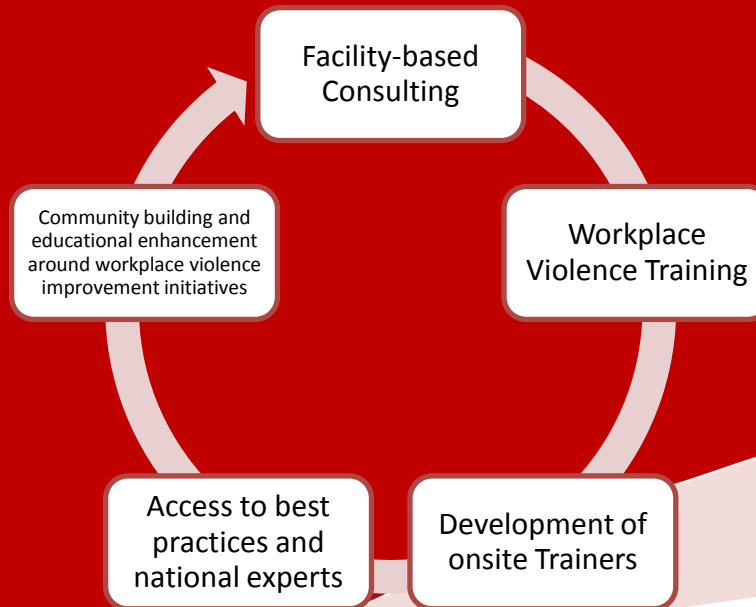 Facility-based
Consulting
Workplace
Violence Training
Development of
onsite Trainers
Access to best
practices and
national experts
Community building and
educational enhancement
around workplace violence
improvement initiatives